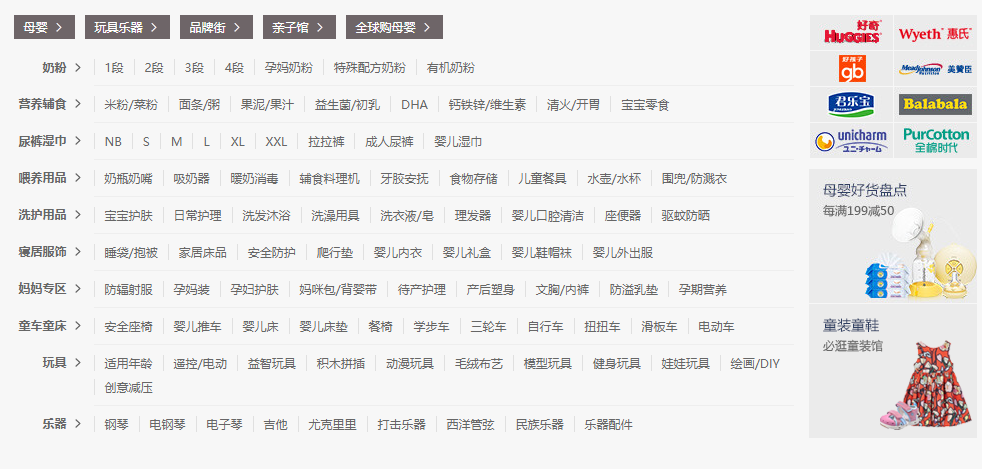 母婴 > 玩具乐器 > 品牌街 > 亲子馆 > 全球购母婴 >
奶粉 > 1段 2段 3段 4段 孕妈奶粉 特殊配方奶粉 有机奶粉
营养辅食 > 米粉/菜粉 面条/粥 果泥/果汁 益生菌/初乳 DHA 钙铁锌/维生素 清火/开胃 宝宝零食
尿裤湿巾 > NB S M L XL XXL 拉拉裤 成人尿裤 婴儿湿巾
喂养用品 > 奶瓶奶嘴 吸奶器 暖奶消毒 辅食料理机 牙胶安抚 食物存储 儿童餐具 水壶/水杯 围兜/防溅衣
洗护用品 > 宝宝护肤 日常护理 洗发沐浴 洗澡用具 洗衣液/皂 理发器 婴儿口腔清洁 座便器 驱蚊防晒
寝居服饰 > 睡袋/抱被 家居床品 安全防护 爬行垫 婴儿内衣 婴儿礼盒 婴儿鞋帽袜 婴儿外出服
妈妈专区 > 防辐射服 孕妈装 孕妇护肤 妈咪包/背婴带 待产护理 产后塑身 文胸/内裤 防溢乳垫 孕期营养
童车童床 > 安全座椅 婴儿推车 婴儿床 婴儿床垫 餐椅 学步车 三轮车 自行车 扭扭车 滑板车 电动车
玩具 > 适用年龄 遥控/电动 益智玩具 积木拼插 动漫玩具 毛绒布艺 模型玩具 健身玩具 娃娃玩具 绘画/DIY
创意减压
乐器 > 钢琴 电钢琴 电子琴 吉他 尤克里里 打击乐器 西洋管弦 民族乐器 乐器配件
好奇
HUGGIES
Wyeth 惠氏
好孩子
gb
MeadJohnson 美赞臣
Nutrition
君乐宝
Balabala
unicharm
ユニ・チャーム
PurCotton
全棉时代
母婴好货盘点
每满199减50
童装童鞋
必逛童装馆